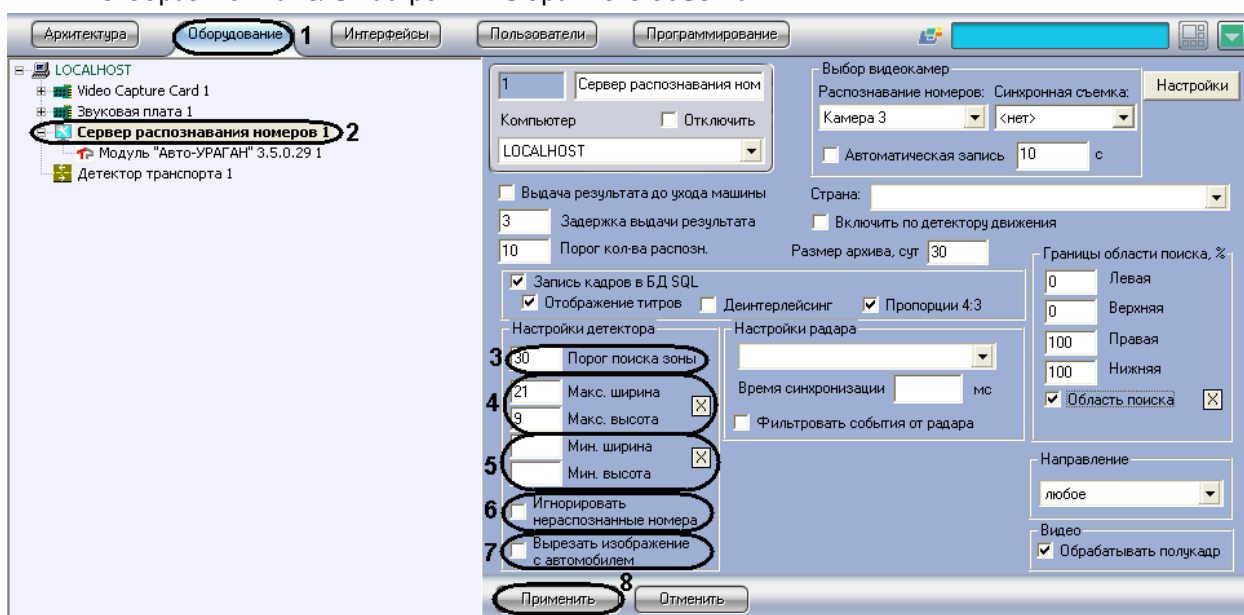 Архитектура Оборудование 1 Интерфейсы Пользователи Программирование
LOCALHOST
Video Capture Card 1
Звуковая плата 1
Сервер распознавания номеров 1 2
Модуль "Авто-УРАГАН" 3.5.0.29 1
Детектор транспорта 1
1 Сервер распознавания ном
Компьютер Отключить
LOCALHOST
Выбор видеокамер
Распознавание номеров: Синхронная съемка:
Камера 3 <нет>
Автоматическая запись 10 с
Настройки
Выдача результата до ухода машины
3 Задержка выдачи результата
10 Порог кол-ва распозн.
Страна:
Включить по детектору движения
Размер архива, сут 30
Запись кадров в БД SQL
Отображение титров Деинтерлейсинг Пропорции 4:3
Границы области поиска, %
0 Левая
0 Верхняя
100 Правая
100 Нижняя
Область поиска X
Настройки детектора
3 30 Порог поиска зоны
4 21 Макс. ширина
9 Макс. высота X
5 Мин. ширина
Мин. высота X
6 Игнорировать
нераспознанные номера
7 Вырезать изображение
с автомобилем
Настройки радара
Время синхронизации мс
Фильтровать события от радара
Направление
любое
Видео
Обрабатывать полукадр
Применить 8 Отменить